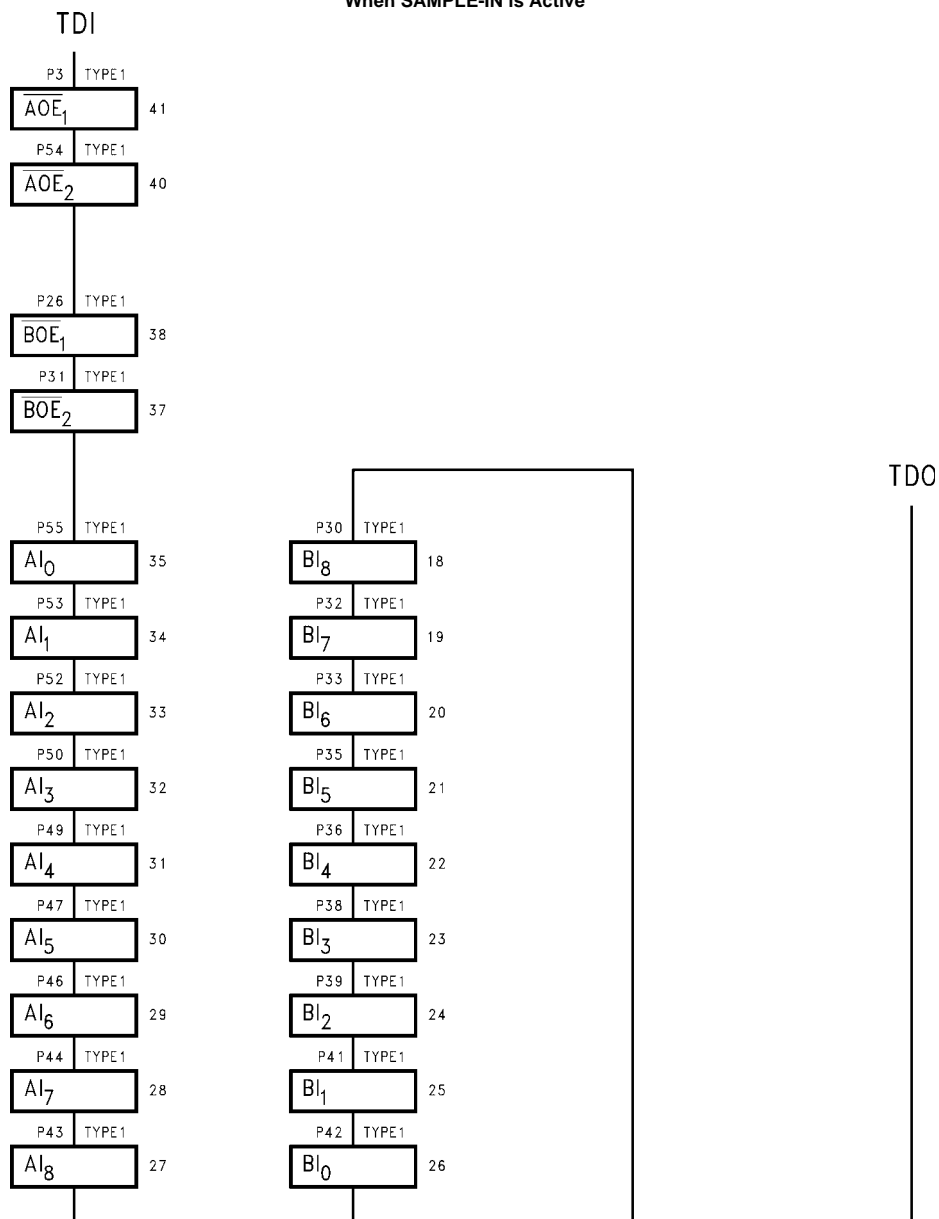 When SAMPLE-IN is Active
TDI
P3 TYPE1
AOE1 41
P54 TYPE1
AOE2 40
P26 TYPE1
BOE1 38
P31 TYPE1
BOE2 37
TDO
P55 TYPE1 P30 TYPE1
AI0 35 BI8 18
P53 TYPE1 P32 TYPE1
AI1 34 BI7 19
P52 TYPE1 P33 TYPE1
AI2 33 BI6 20
P50 TYPE1 P35 TYPE1
AI3 32 BI5 21
P49 TYPE1 P36 TYPE1
AI4 31 BI4 22
P47 TYPE1 P38 TYPE1
AI5 30 BI3 23
P46 TYPE1 P39 TYPE1
AI6 29 BI2 24
P44 TYPE1 P41 TYPE1
AI7 28 BI1 25
P43 TYPE1 P42 TYPE1
AI8 27 BI0 26